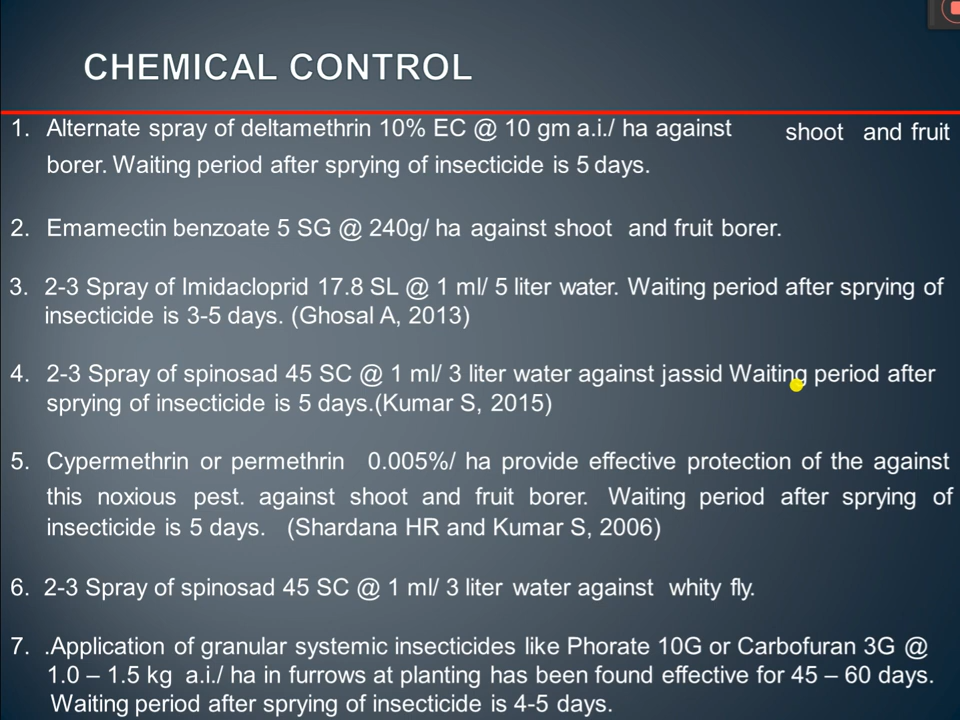 CHEMICAL CONTROL
1. Alternate spray of deltamethrin 10% EC @ 10 gm a.i./ ha against shoot and fruit
borer. Waiting period after sprying of insecticide is 5 days.
2. Emamectin benzoate 5 SG @ 240g/ ha against shoot and fruit borer.
3. 2-3 Spray of Imidacloprid 17.8 SL @ 1 ml/ 5 liter water. Waiting period after sprying of
insecticide is 3-5 days. (Ghosal A, 2013)
4. 2-3 Spray of spinosad 45 SC @ 1 ml/ 3 liter water against jassid Waiting period after
sprying of insecticide is 5 days.(Kumar S, 2015)
5. Cypermethrin or permethrin 0.005%/ ha provide effective protection of the against
this noxious pest. against shoot and fruit borer. Waiting period after sprying of
insecticide is 5 days. (Shardana HR and Kumar S, 2006)
6. 2-3 Spray of spinosad 45 SC @ 1 ml/ 3 liter water against whity fly.
7. .Application of granular systemic insecticides like Phorate 10G or Carbofuran 3G @
1.0 – 1.5 kg a.i./ ha in furrows at planting has been found effective for 45 – 60 days.
Waiting period after sprying of insecticide is 4-5 days.